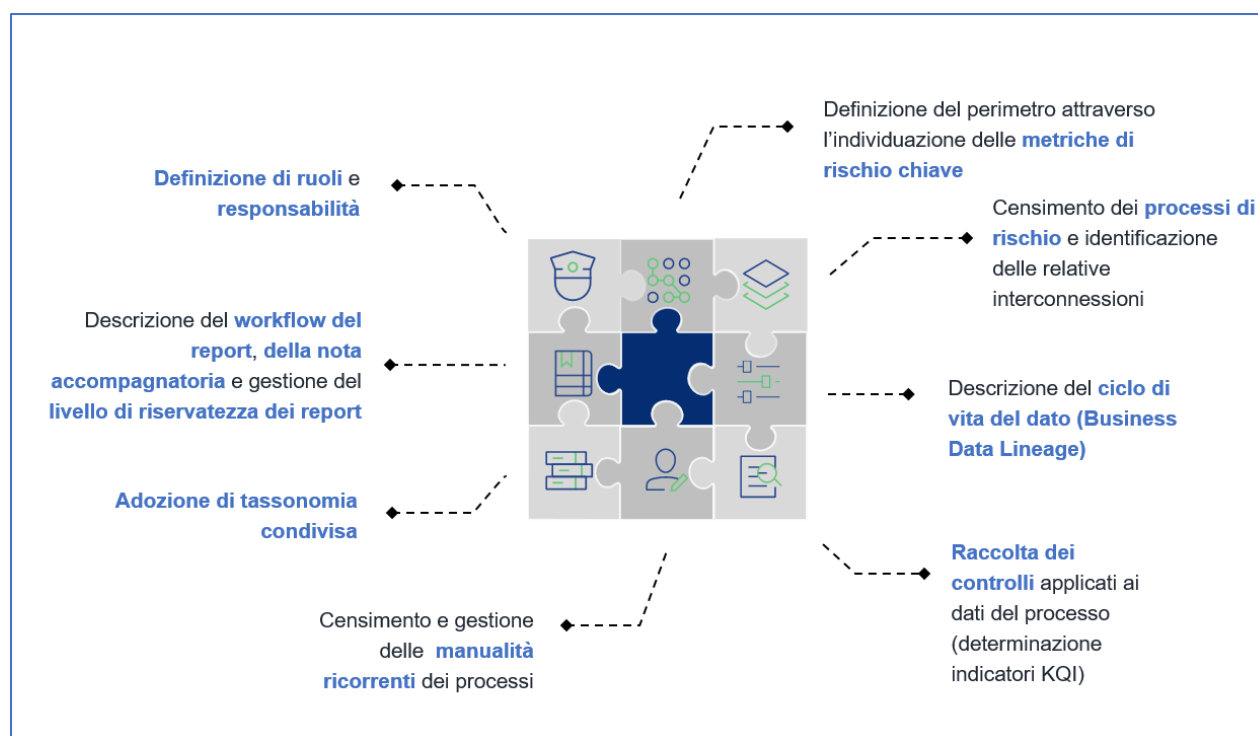 Definizione del perimetro attraverso
l'individuazione delle metriche di
rischio chiave
Definizione di ruoli e
responsabilità
Censimento dei processi di
rischio e identificazione
delle relative
interconnessioni
Descrizione del workflow del
report, della nota
accompagnatoria e gestione del
livello di riservatezza dei report
Descrizione del ciclo di
vita del dato (Business
Data Lineage)
Adozione di tassonomia
condivisa
Raccolta dei
controlli applicati ai
dati del processo
(determinazione
indicatori KQI)
Censimento e gestione
delle manualità
ricorrenti dei processi